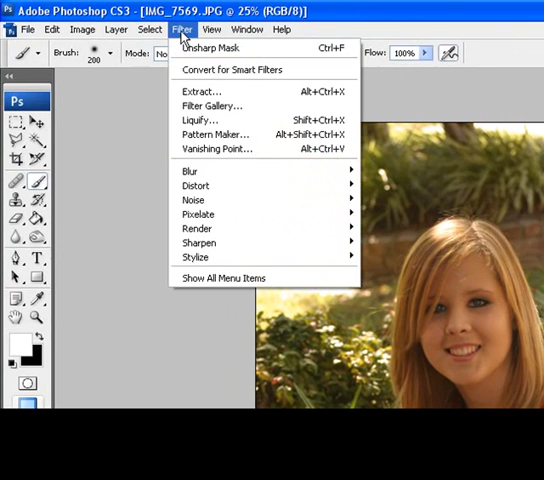 Ps Adobe Photoshop CS3 - [IMG_7569.JPG @ 25% (RGB/8)]
File Edit Image Layer Select Filter View Window Help
Brush: 200 Mode: No Flow: 100%
Unsharp Mask Ctrl+F
Convert for Smart Filters
Extract... Alt+Ctrl+X
Filter Gallery...
Liquify... Shift+Ctrl+X
Pattern Maker... Alt+Shift+Ctrl+X
Vanishing Point... Alt+Ctrl+V
Blur
Distort
Noise
Pixelate
Render
Sharpen
Stylize
Show All Menu Items
Ps
T